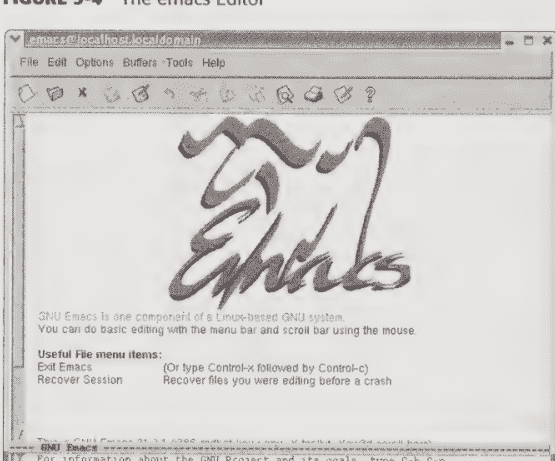 FIGURE 5-4 The emacs Editor
emacs@localhost.localdomain
File Edit Options Buffers Tools Help
Emacs
GNU Emacs is one component of a Linux-based GNU system.
You can do basic editing with the menu bar and scroll bar using the mouse.
Useful File menu items:
Exit Emacs (Or type Control-x followed by Control-c)
Recover Session Recover files you were editing before a crash
GNU Emacs
For information about the GNU Project and its goals, type C-h C-p.